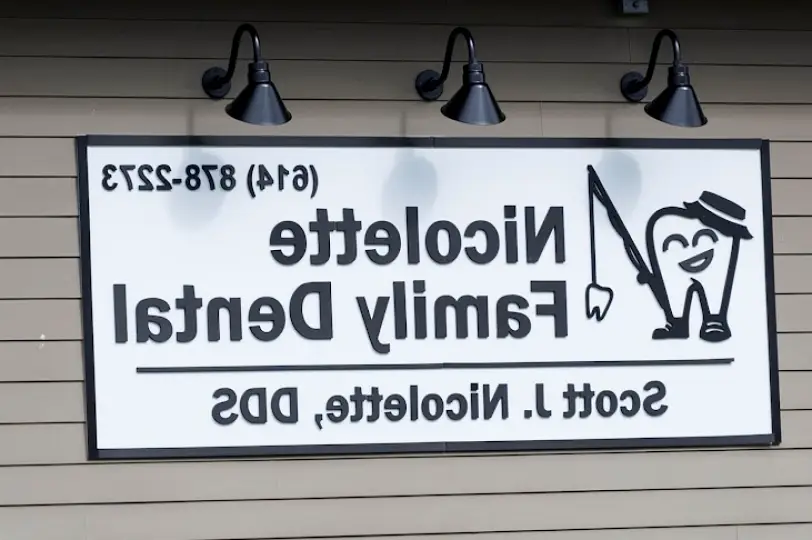 (614) 878-2273
Nicolette
Family Dental
Scott J. Nicolette, DDS